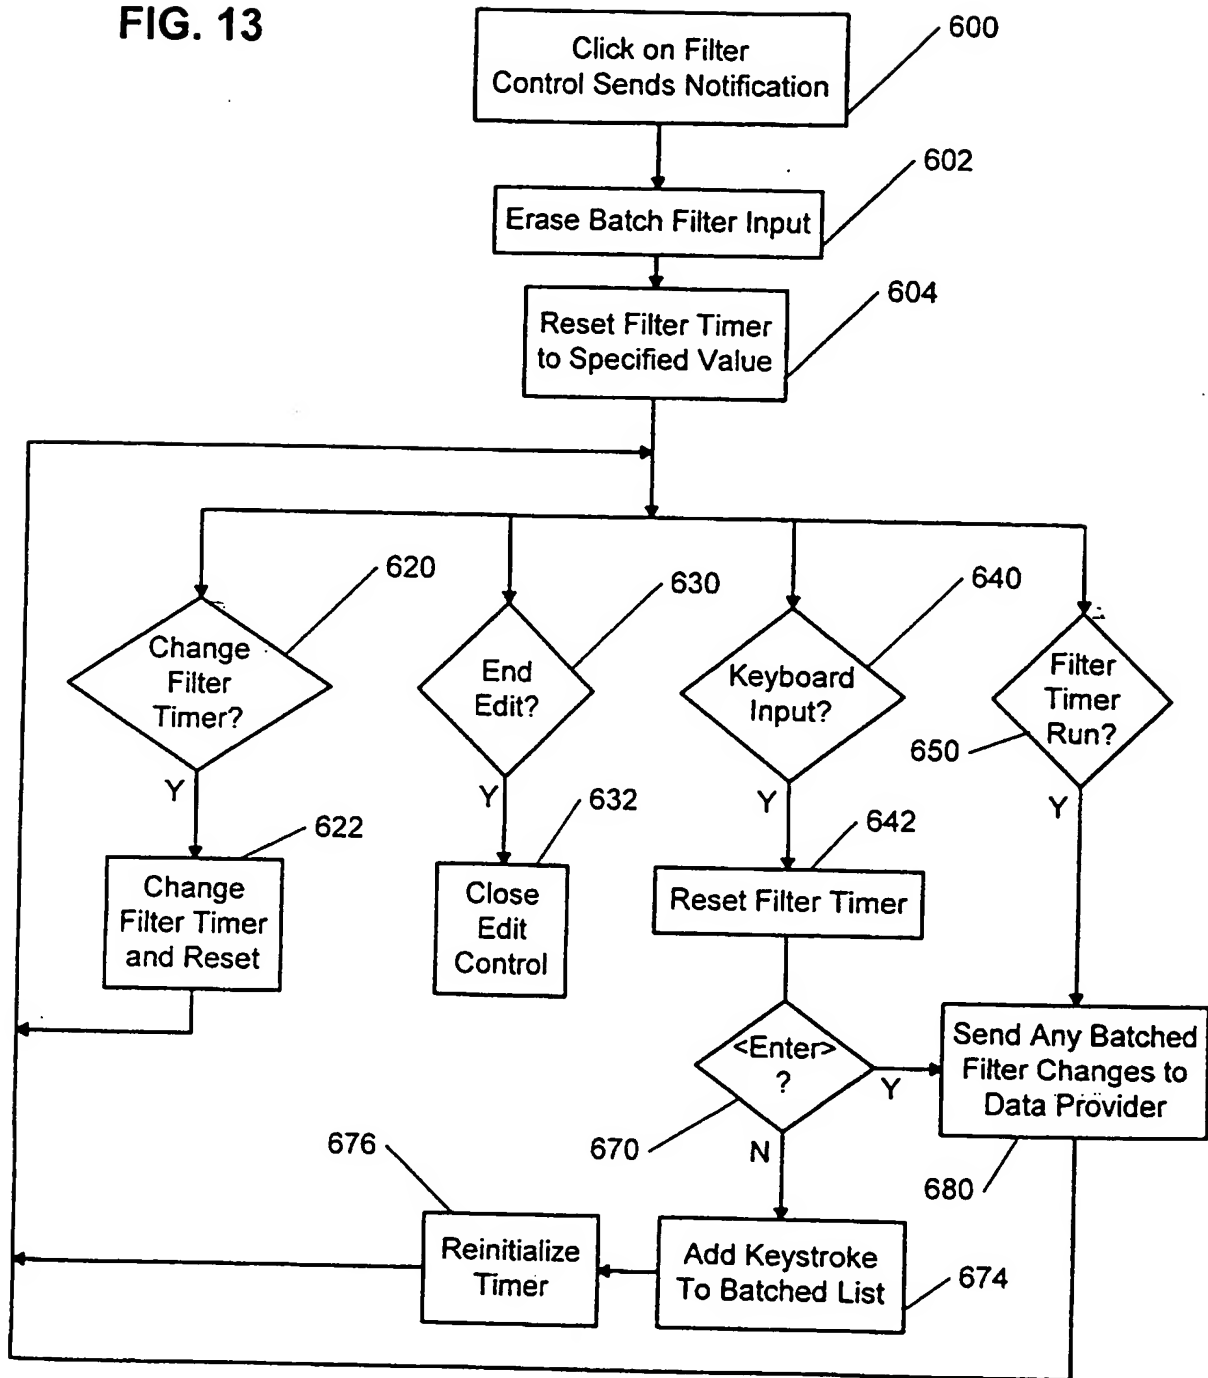 FIG. 13
Click on Filter
Control Sends Notification
600
602
Erase Batch Filter Input
604
Reset Filter Timer
to Specified Value
620
630
640
Change
Filter
Timer?
End
Edit?
Keyboard
Input?
Filter
Timer
Run?
650
Y
Y
Y
Y
622
632
642
Change
Filter Timer
and Reset
Close
Edit
Control
Reset Filter Timer
<Enter>
?
Y
Send Any Batched
Filter Changes to
Data Provider
676
670
N
680
Reinitialize
Timer
Add Keystroke
To Batched List
674